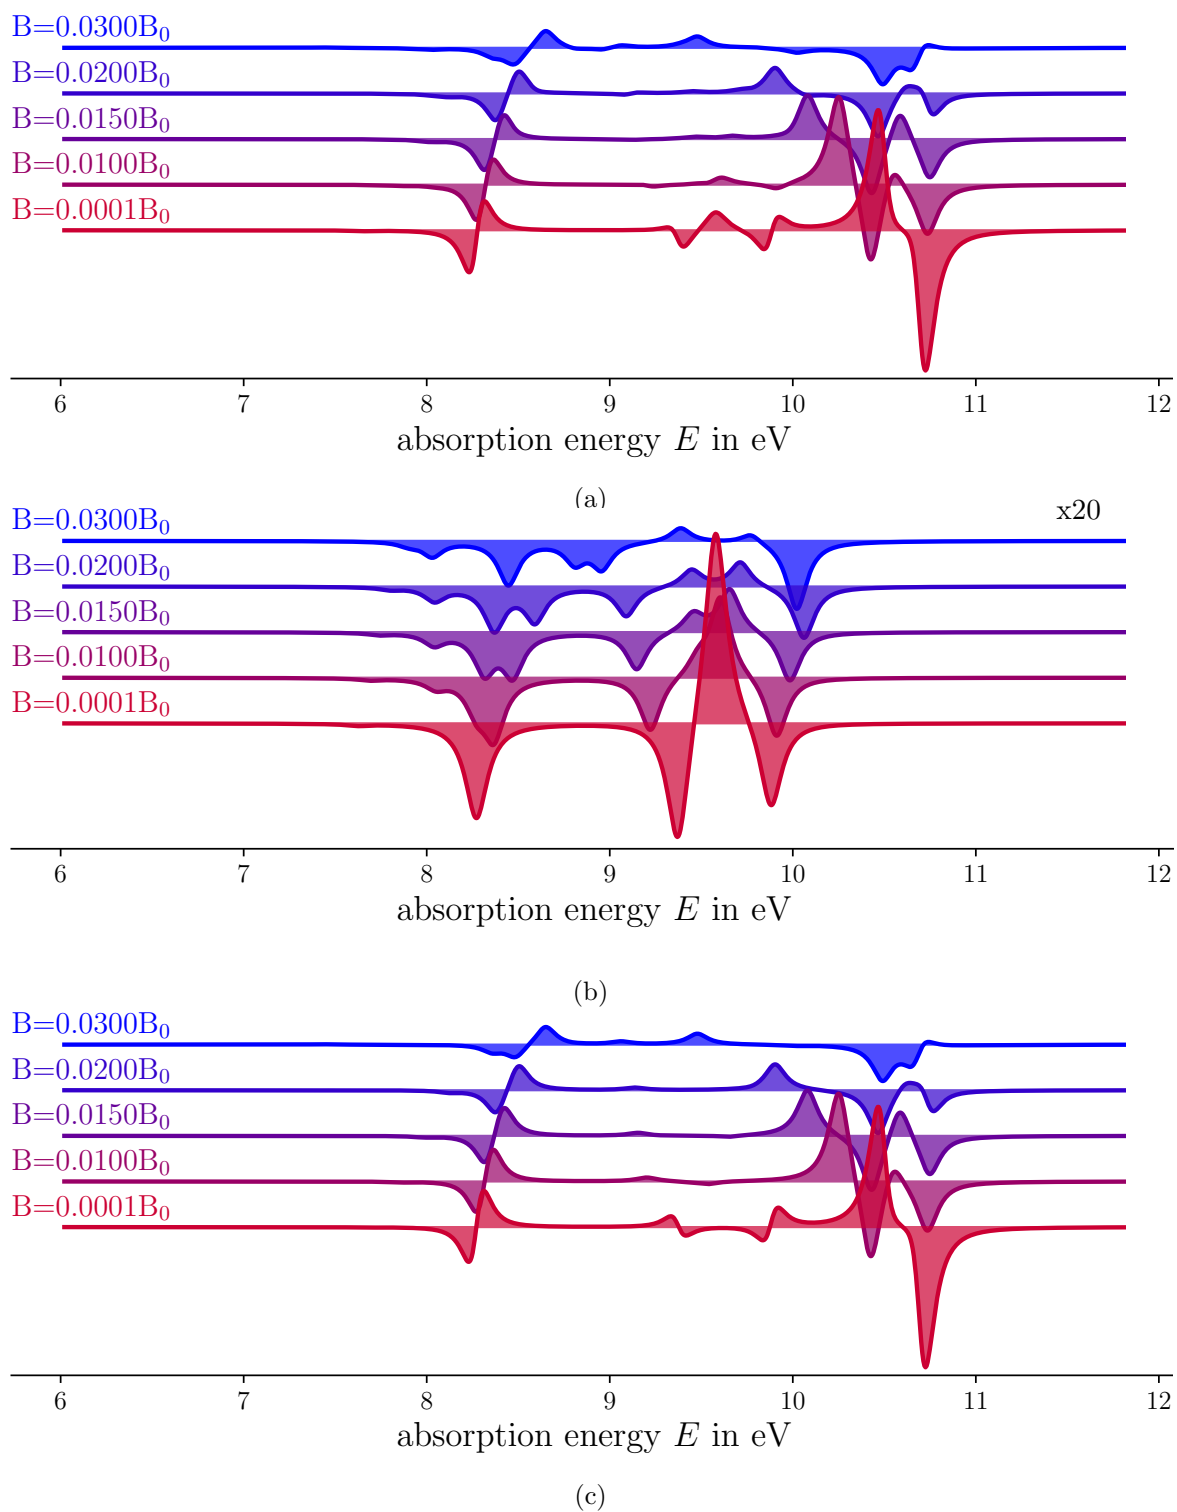 B=0.0300B₀
B=0.0200B₀
B=0.0150B₀
B=0.0100B₀
B=0.0001B₀
6 7 8 9 10 11 12
absorption energy E in eV
(a)
x20
B=0.0300B₀
B=0.0200B₀
B=0.0150B₀
B=0.0100B₀
B=0.0001B₀
6 7 8 9 10 11 12
absorption energy E in eV
(b)
B=0.0300B₀
B=0.0200B₀
B=0.0150B₀
B=0.0100B₀
B=0.0001B₀
6 7 8 9 10 11 12
absorption energy E in eV
(c)